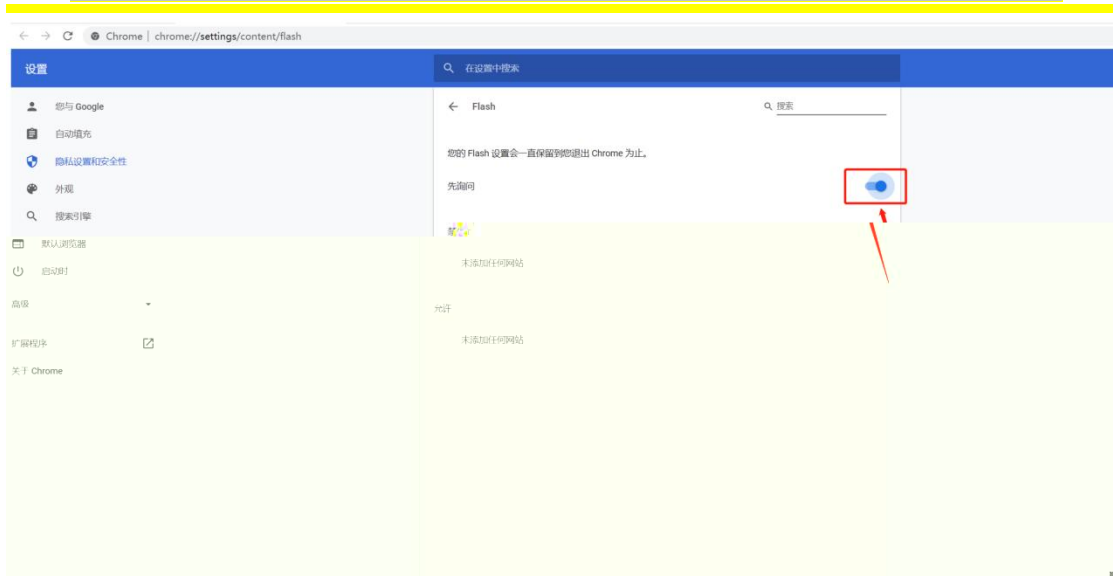 Chrome | chrome://settings/content/flash
设置
在设置中搜索
您与 Google
自动填充
隐私设置和安全性
外观
搜索引擎
默认浏览器
启动时
高级
扩展程序
关于 Chrome
Flash
搜索
您的 Flash 设置会一直保留到您退出 Chrome 为止。
先询问
未添加任何网站
允许
未添加任何网站